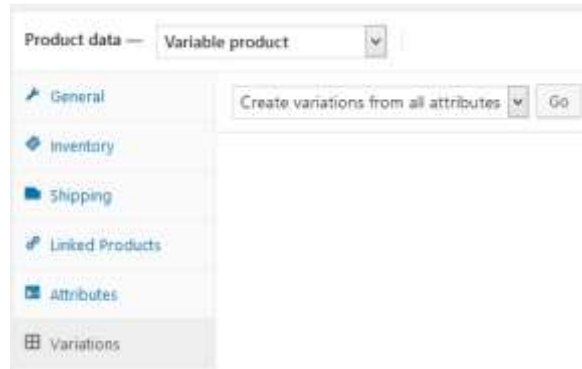 Product data — Variable product
General
Create variations from all attributes Go
Inventory
Shipping
Linked Products
Attributes
Variations